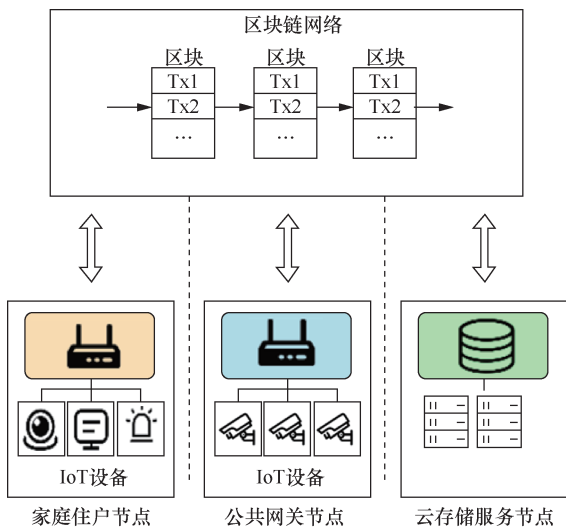 区块链网络
区块 区块 区块
Tx1 Tx1 Tx1
Tx2 Tx2 Tx2
... ... ...
IoT设备 IoT设备
家庭住户节点 公共网关节点 云存储服务节点